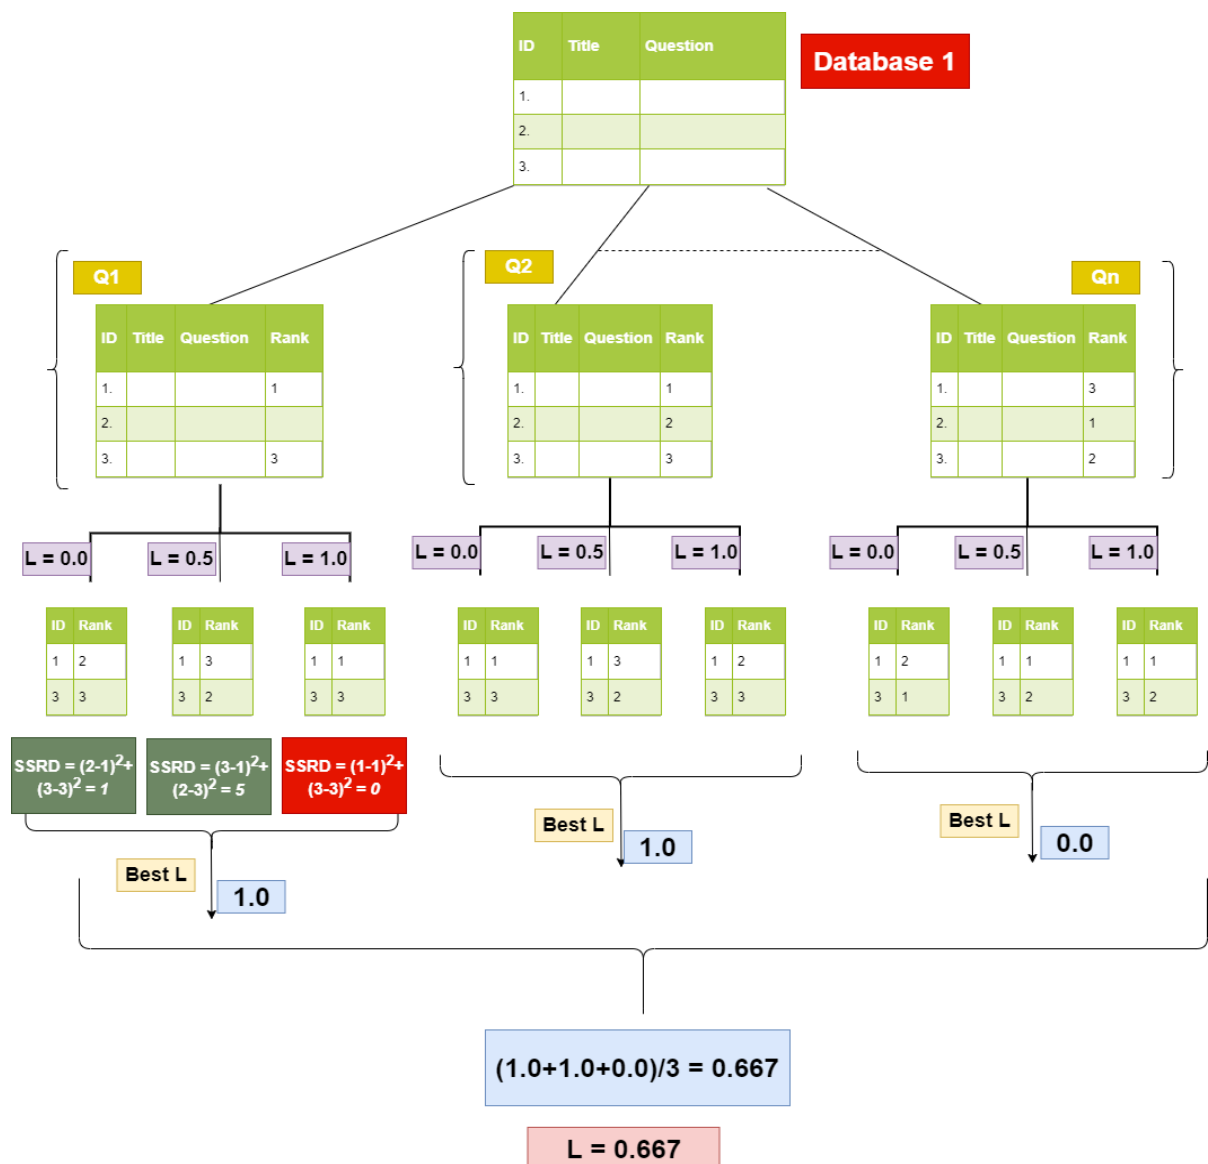 ID Title Question
Database 1
1.
2.
3.
Q1
Q2
Qn
ID Title Question Rank
1. 1
2.
3. 3
ID Title Question Rank
1. 1
2. 2
3. 3
ID Title Question Rank
1. 3
2. 1
3. 2
L = 0.0 L = 0.5 L = 1.0
L = 0.0 L = 0.5 L = 1.0
L = 0.0 L = 0.5 L = 1.0
ID Rank
1 2
3 3
ID Rank
1 3
3 2
ID Rank
1 1
3 3
ID Rank
1 1
3 3
ID Rank
1 3
3 2
ID Rank
1 2
3 3
ID Rank
1 2
3 1
ID Rank
1 1
3 2
ID Rank
1 1
3 2
SSRD = (2-1)²+
(3-3)² = 1
SSRD = (3-1)²+
(2-3)² = 5
SSRD = (1-1)²+
(3-3)² = 0
Best L
1.0
Best L
1.0
Best L
0.0
(1.0+1.0+0.0)/3 = 0.667
L = 0.667